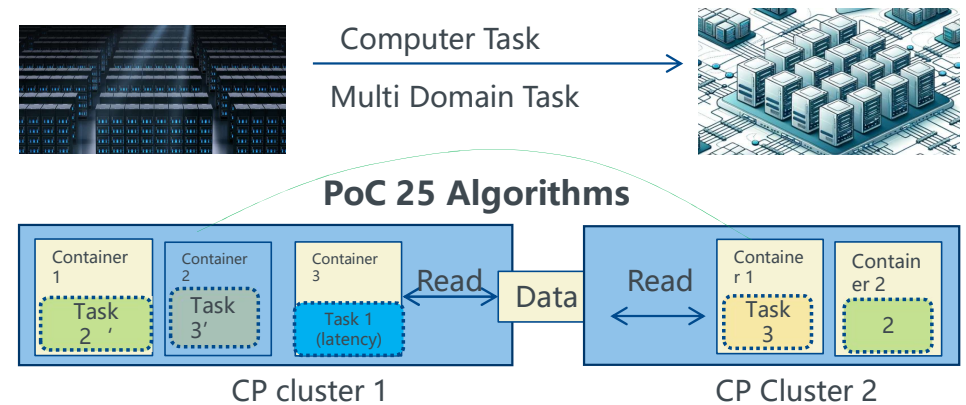 Computer Task
Multi Domain Task
PoC 25 Algorithms
Container
1
Task
2 ‘
Container
2
Task
3‘
Container
3
Task 1
(latency)
Read
Data
Read
Containe
r 1
Task
3
Contain
er 2
2
CP cluster 1
CP Cluster 2